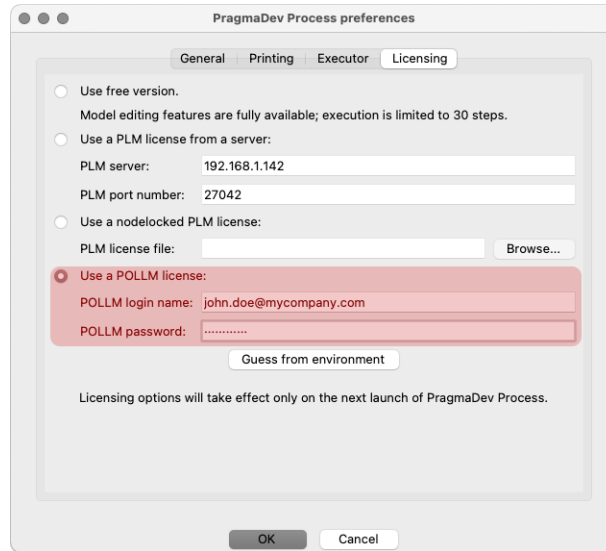 PragmaDev Process preferences
General Printing Executor Licensing
Use free version.
Model editing features are fully available; execution is limited to 30 steps.
Use a PLM license from a server:
PLM server: 192.168.1.142
PLM port number: 27042
Use a nodelocked PLM license:
PLM license file: Browse...
Use a POLLM license:
POLLM login name: john.doe@mycompany.com
POLLM password: ............
Guess from environment
Licensing options will take effect only on the next launch of PragmaDev Process.
OK Cancel